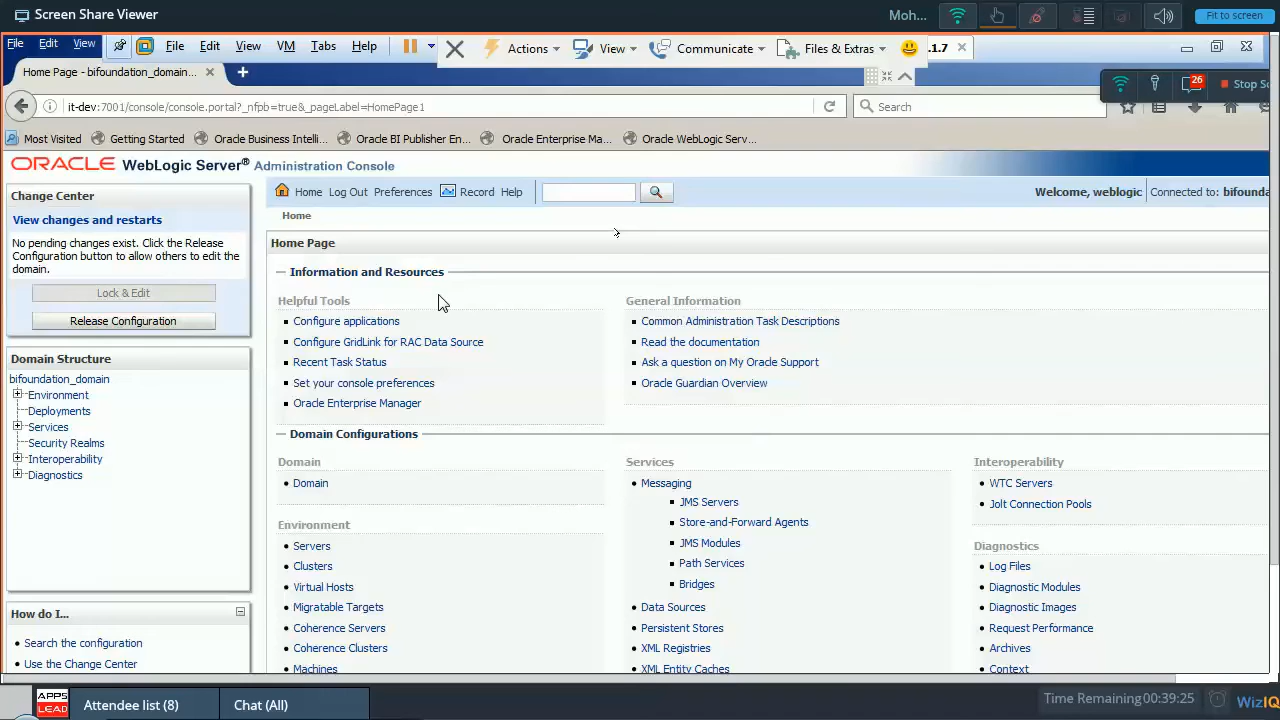 Screen Share Viewer
Moh...
Fit to screen
File Edit View
File Edit View VM Tabs Help
Actions View Communicate Files & Extras
.1.7
Home Page - bifoundation_domain...
26
Stop S
it-dev:7001/console/console.portal?_nfpb=true&_pageLabel=HomePage1
Search
Most Visited Getting Started Oracle Business Intelli... Oracle BI Publisher En... Oracle Enterprise Ma... Oracle WebLogic Serv...
ORACLE WebLogic Server® Administration Console
Change Center
View changes and restarts
No pending changes exist. Click the Release
Configuration button to allow others to edit the
domain.
Lock & Edit
Release Configuration
Domain Structure
bifoundation_domain
Environment
Deployments
Services
Security Realms
Interoperability
Diagnostics
How do I...
Search the configuration
Use the Change Center
Home Log Out Preferences Record Help
Welcome, weblogic Connected to: bifounda
Home
Home Page
Information and Resources
Helpful Tools
Configure applications
Configure GridLink for RAC Data Source
Recent Task Status
Set your console preferences
Oracle Enterprise Manager
General Information
Common Administration Task Descriptions
Read the documentation
Ask a question on My Oracle Support
Oracle Guardian Overview
Domain Configurations
Domain
Domain
Environment
Servers
Clusters
Virtual Hosts
Migratable Targets
Coherence Servers
Coherence Clusters
Machines
Services
Messaging
JMS Servers
Store-and-Forward Agents
JMS Modules
Path Services
Bridges
Data Sources
Persistent Stores
XML Registries
XML Entity Caches
Interoperability
WTC Servers
Jolt Connection Pools
Diagnostics
Log Files
Diagnostic Modules
Diagnostic Images
Request Performance
Archives
Context
APPS
LEAD
Attendee list (8)
Chat (All)
Time Remaining 00:39:25
WizIQ